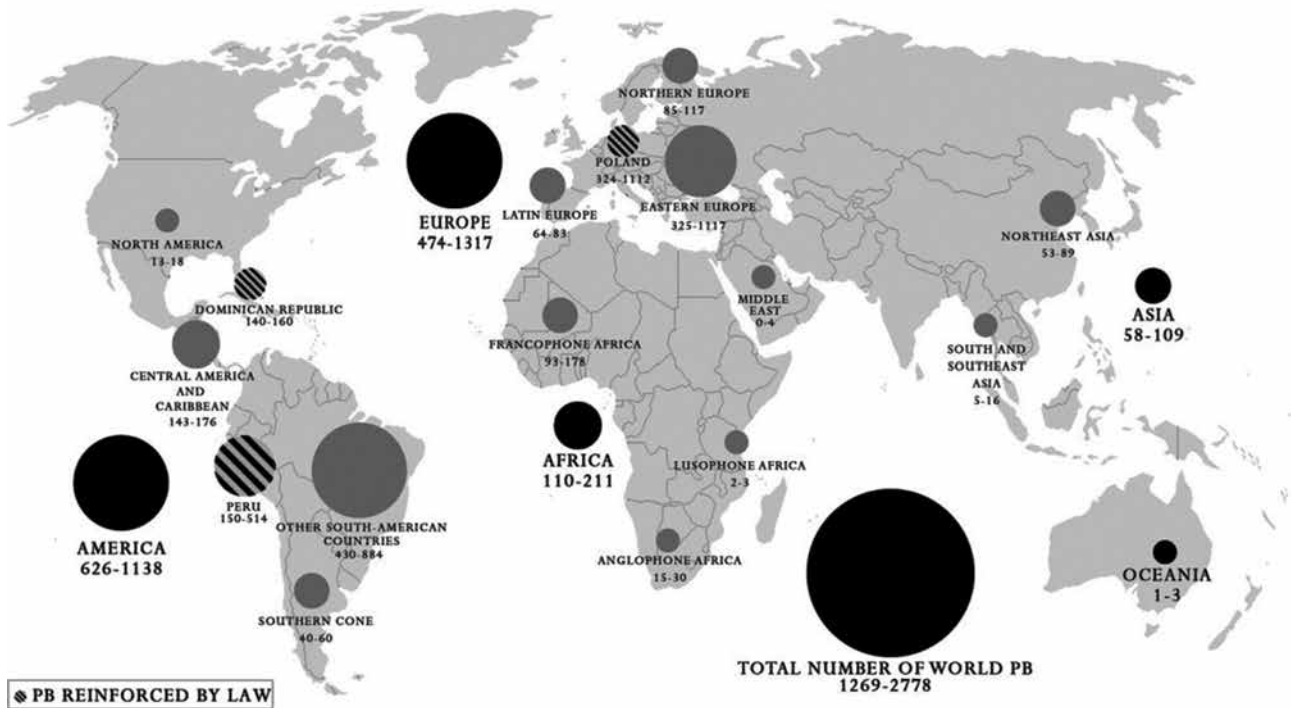 NORTHERN EUROPE
85-117
POLAND
324-1112
EASTERN EUROPE
325-1117
EUROPE
474-1317
LATIN EUROPE
64-83
NORTH AMERICA
13-18
NORTHEAST ASIA
53-89
DOMINICAN REPUBLIC
140-160
MIDDLE
EAST
0-4
ASIA
58-109
FRANCOPHONE AFRICA
93-178
SOUTH AND
SOUTHEAST
ASIA
5-16
CENTRAL AMERICA
AND
CARIBBEAN
143-176
AFRICA
110-211
LUSOPHONE AFRICA
2-3
PERU
150-514
OTHER SOUTH-AMERICAN
COUNTRIES
430-884
AMERICA
626-1138
ANGLOPHONE AFRICA
15-30
OCEANIA
1-3
SOUTHERN CONE
40-60
TOTAL NUMBER OF WORLD PB
1269-2778
PB REINFORCED BY LAW